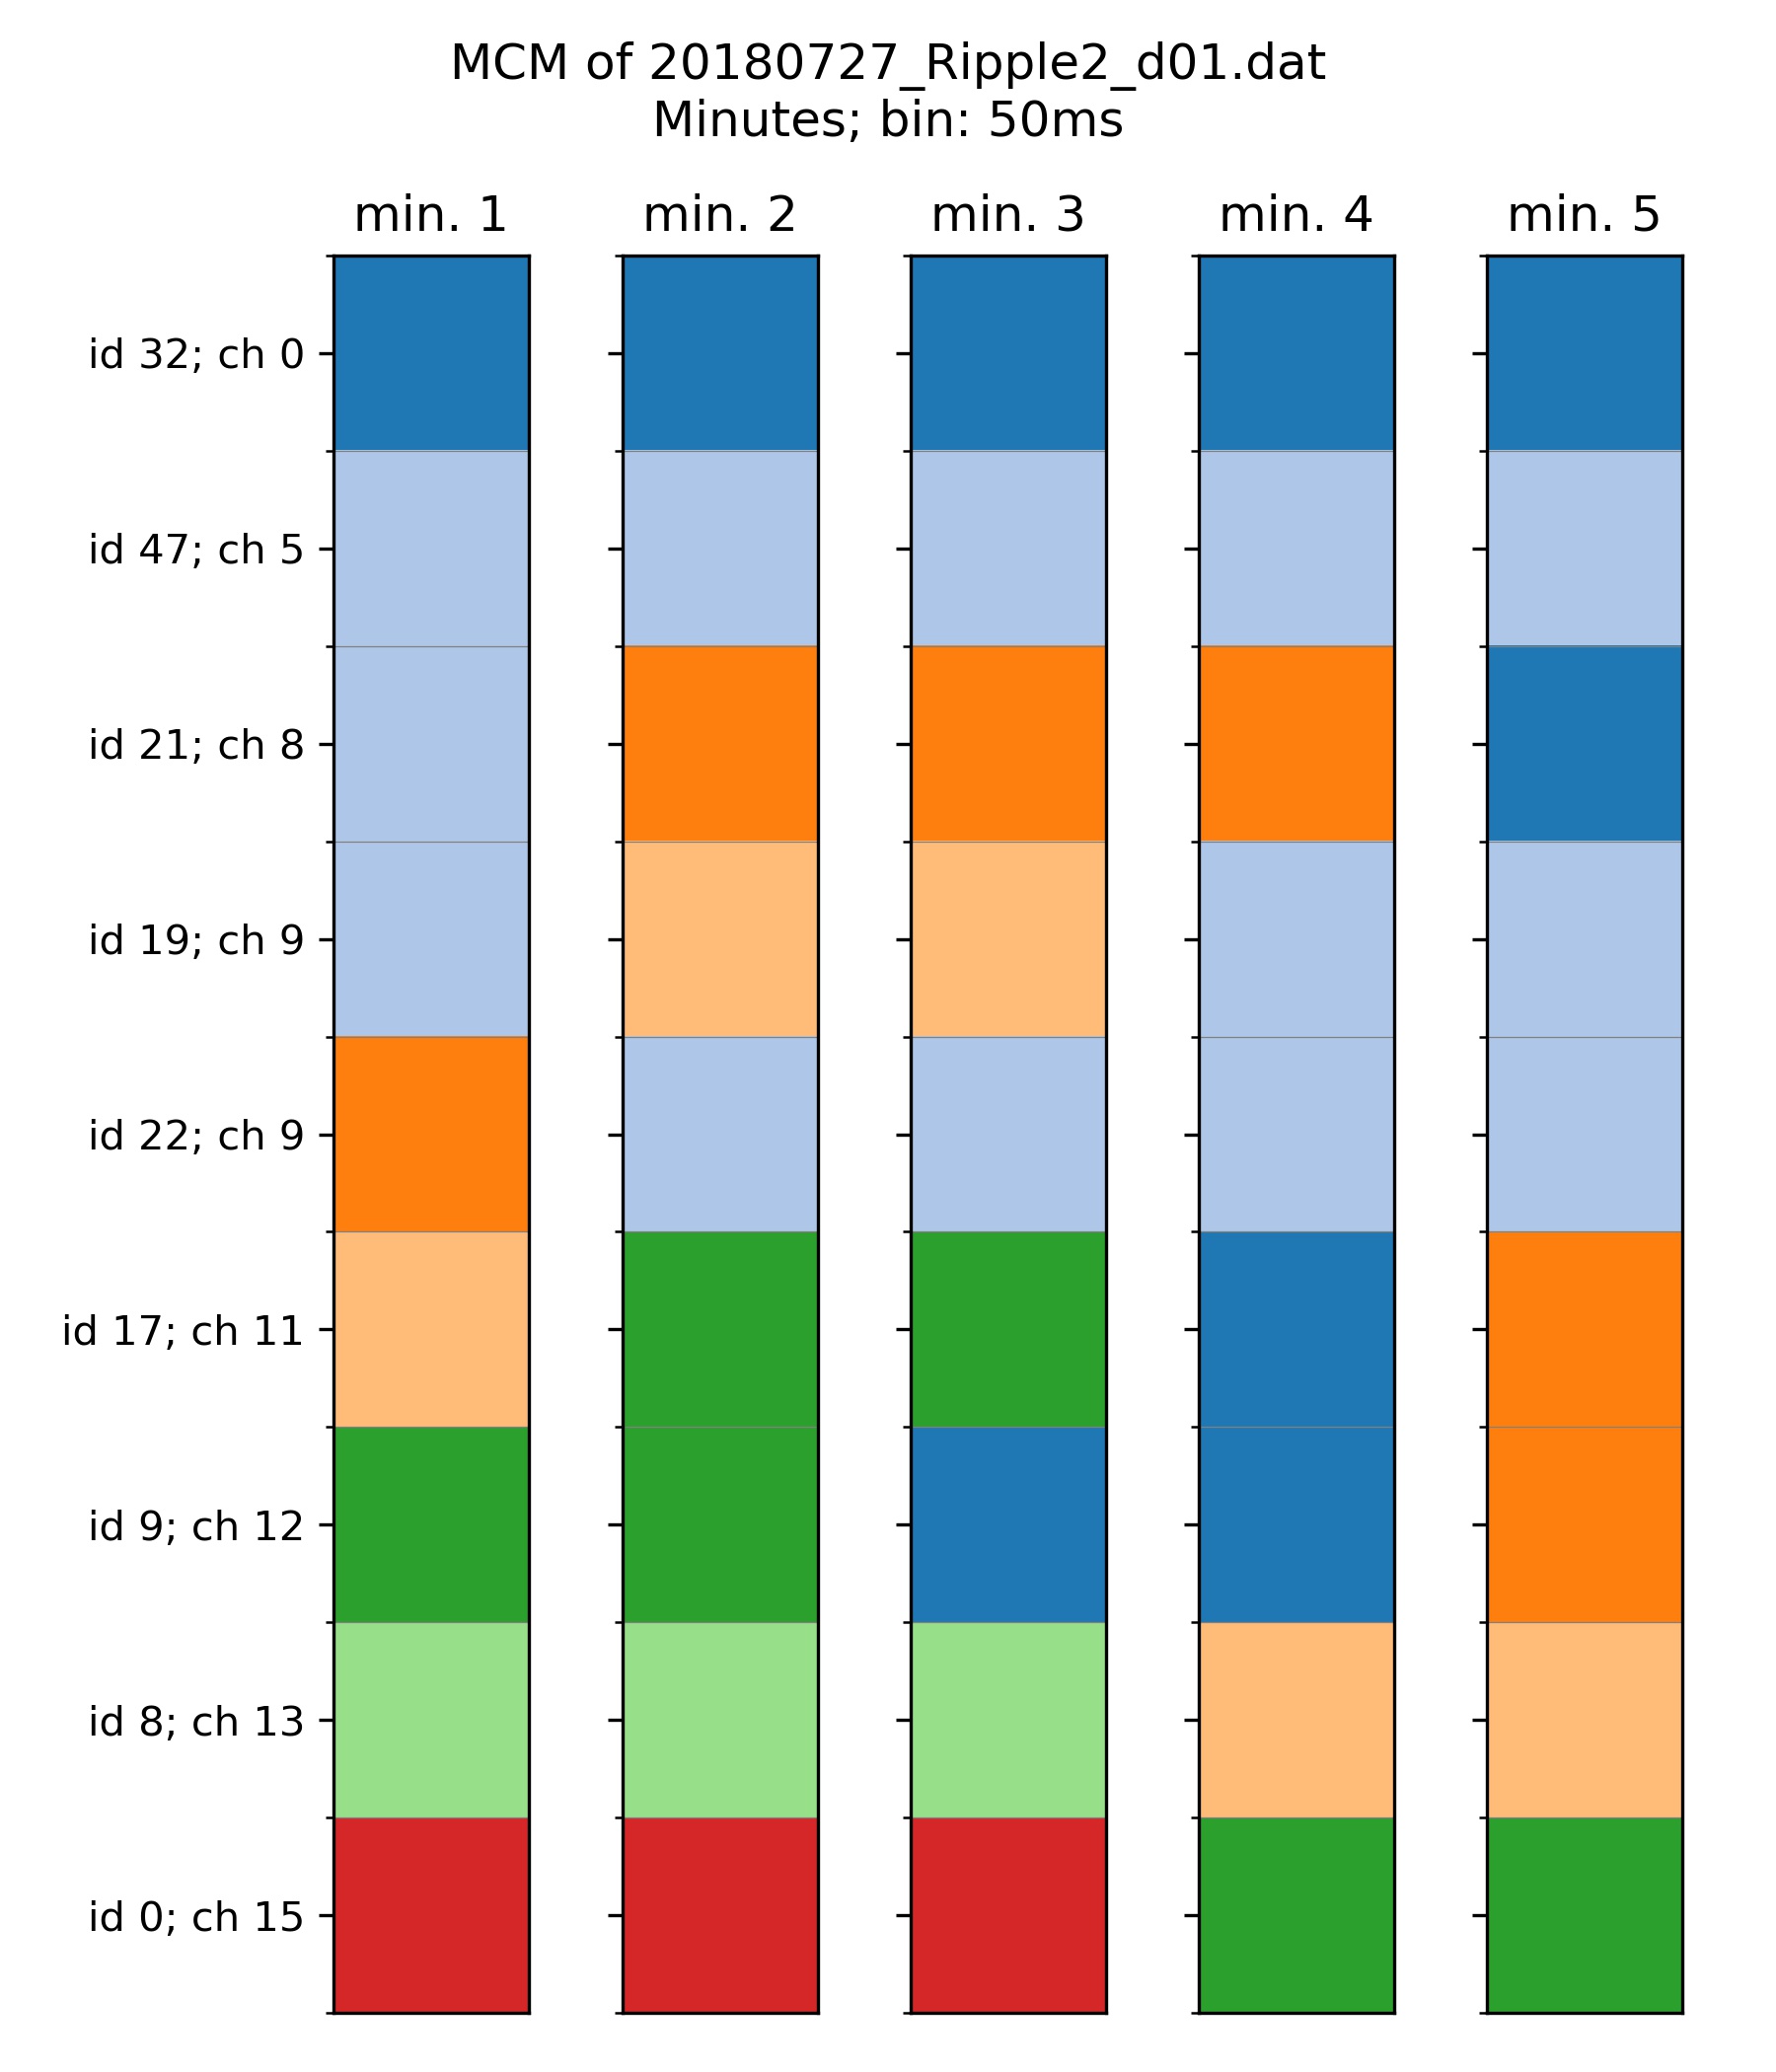 MCM of 20180727_Ripple2_d01.dat
Minutes; bin: 50ms
min. 1 min. 2 min. 3 min. 4 min. 5
id 32; ch 0
id 47; ch 5
id 21; ch 8
id 19; ch 9
id 22; ch 9
id 17; ch 11
id 9; ch 12
id 8; ch 13
id 0; ch 15